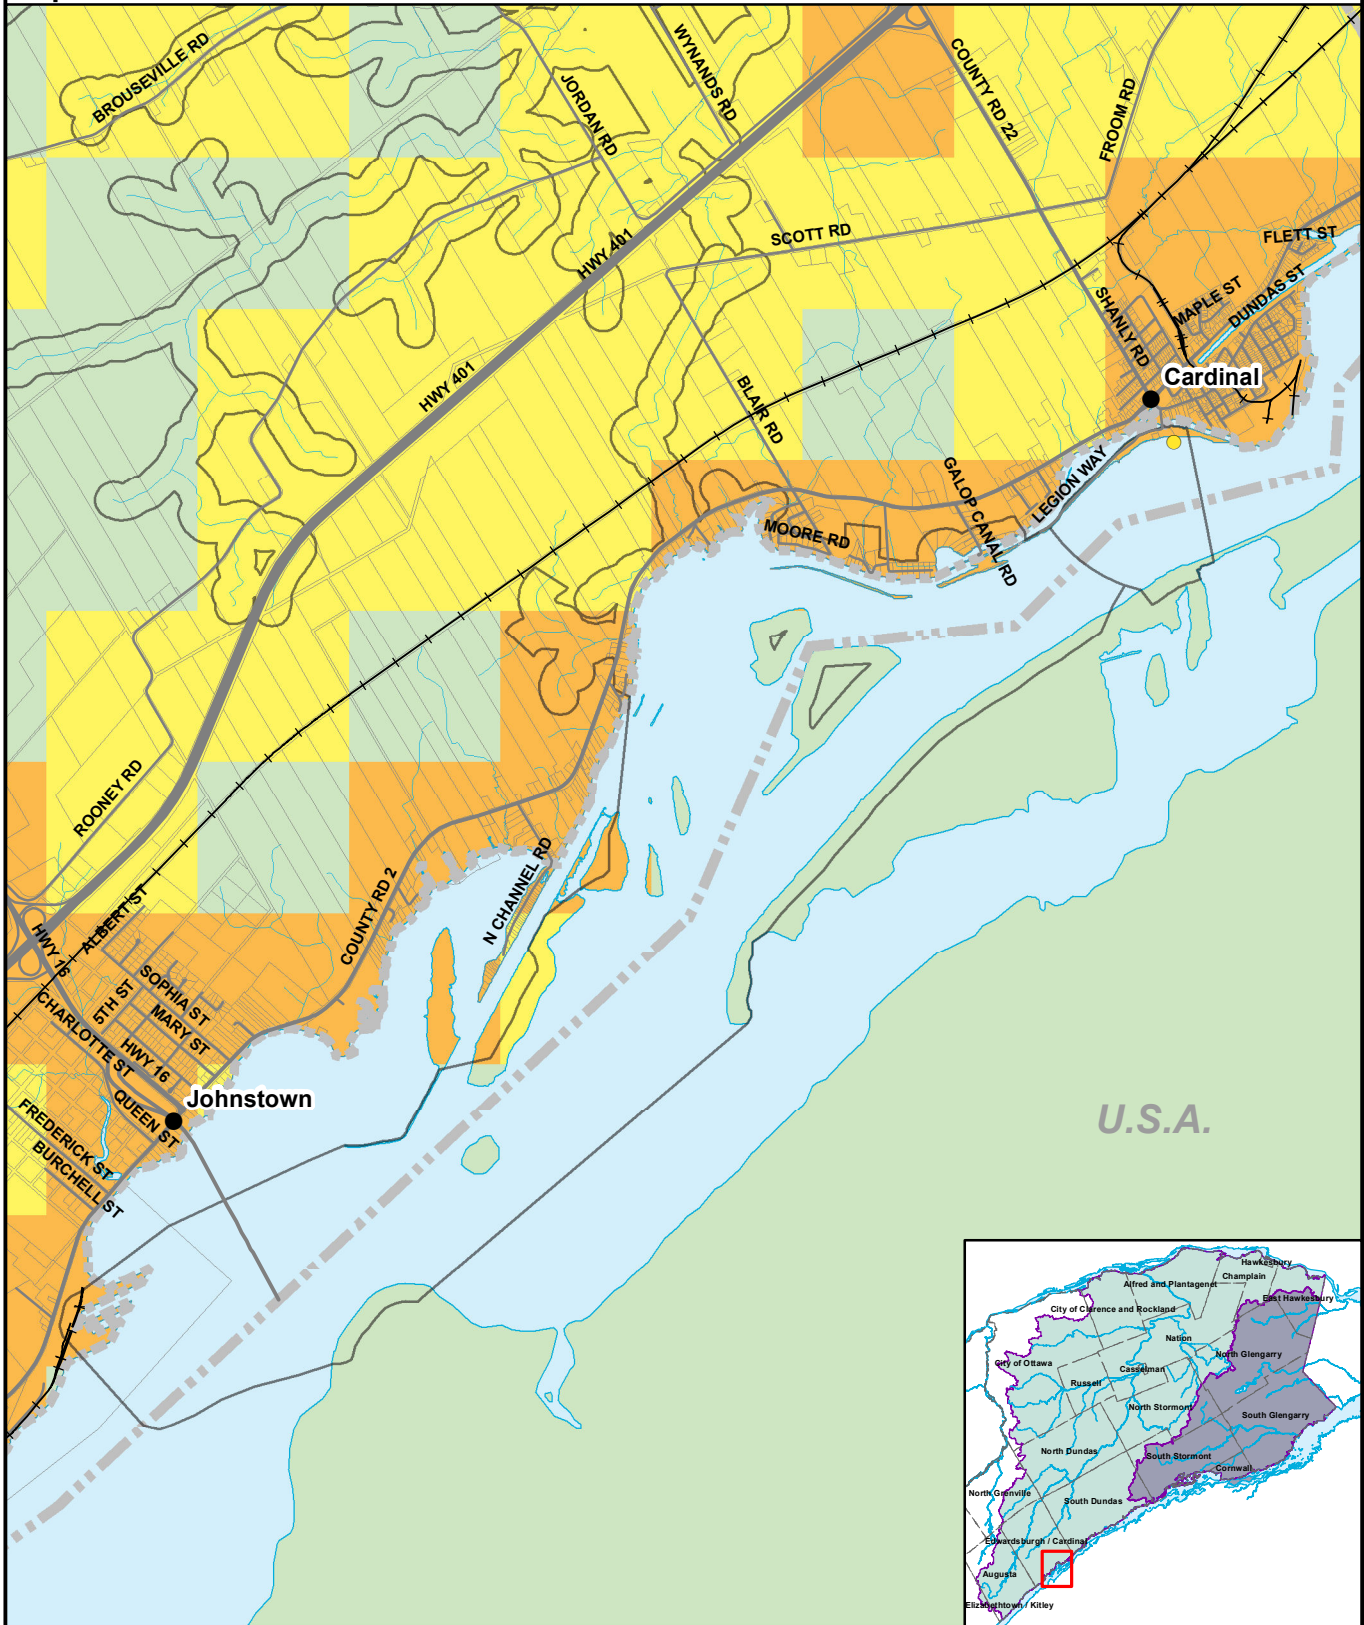 BROUSEVILLE RD
WYNANDS RD
JORDAN RD
COUNTY RD 22
FROOM RD
SCOTT RD
HWY 401
FLETT ST
MAPLE ST
DUNDAS ST
SHANLY RD
Cardinal
HWY 401
BLAIR RD
LEGION WAY
GALOP CANAL RD
MOORE RD
ROONEY RD
N CHANNEL RD
COUNTY RD 2
ALBERT ST
HWY 16
SOPHIA ST
5TH ST
MARY ST
CHARLOTTE ST
HWY 16
Johnstown
QUEEN ST
FREDERICK ST
BURCHELL ST
U.S.A.
Hawkesbury
Champlain
Alfred and Plantagenet
East Hawkesbury
City of Clarence and Rockland
Nation
North Glengarry
City of Ottawa
Casselman
Russell
North Stormont
South Glengarry
North Dundas
South Stormont
Cornwall
North Grenville
South Dundas
Edwardsburgh / Cardinal
Augusta
Elizabethtown / Kitley